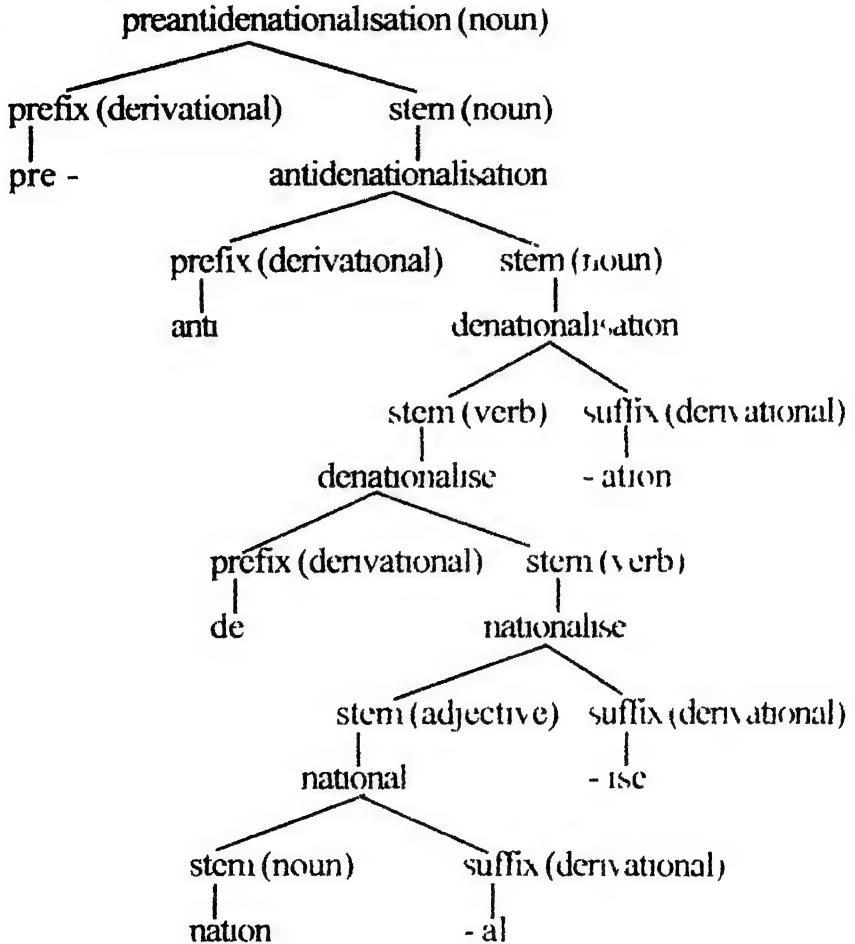 preantidenationalisation (noun)
prefix (derivational) stem (noun)
pre - antidenationalisation
prefix (derivational) stem (noun)
anti denationalisation
stem (verb) suffix (derivational)
denationalise - ation
prefix (derivational) stem (verb)
de nationalise
stem (adjective) suffix (derivational)
national - ise
stem (noun) suffix (derivational)
nation - al